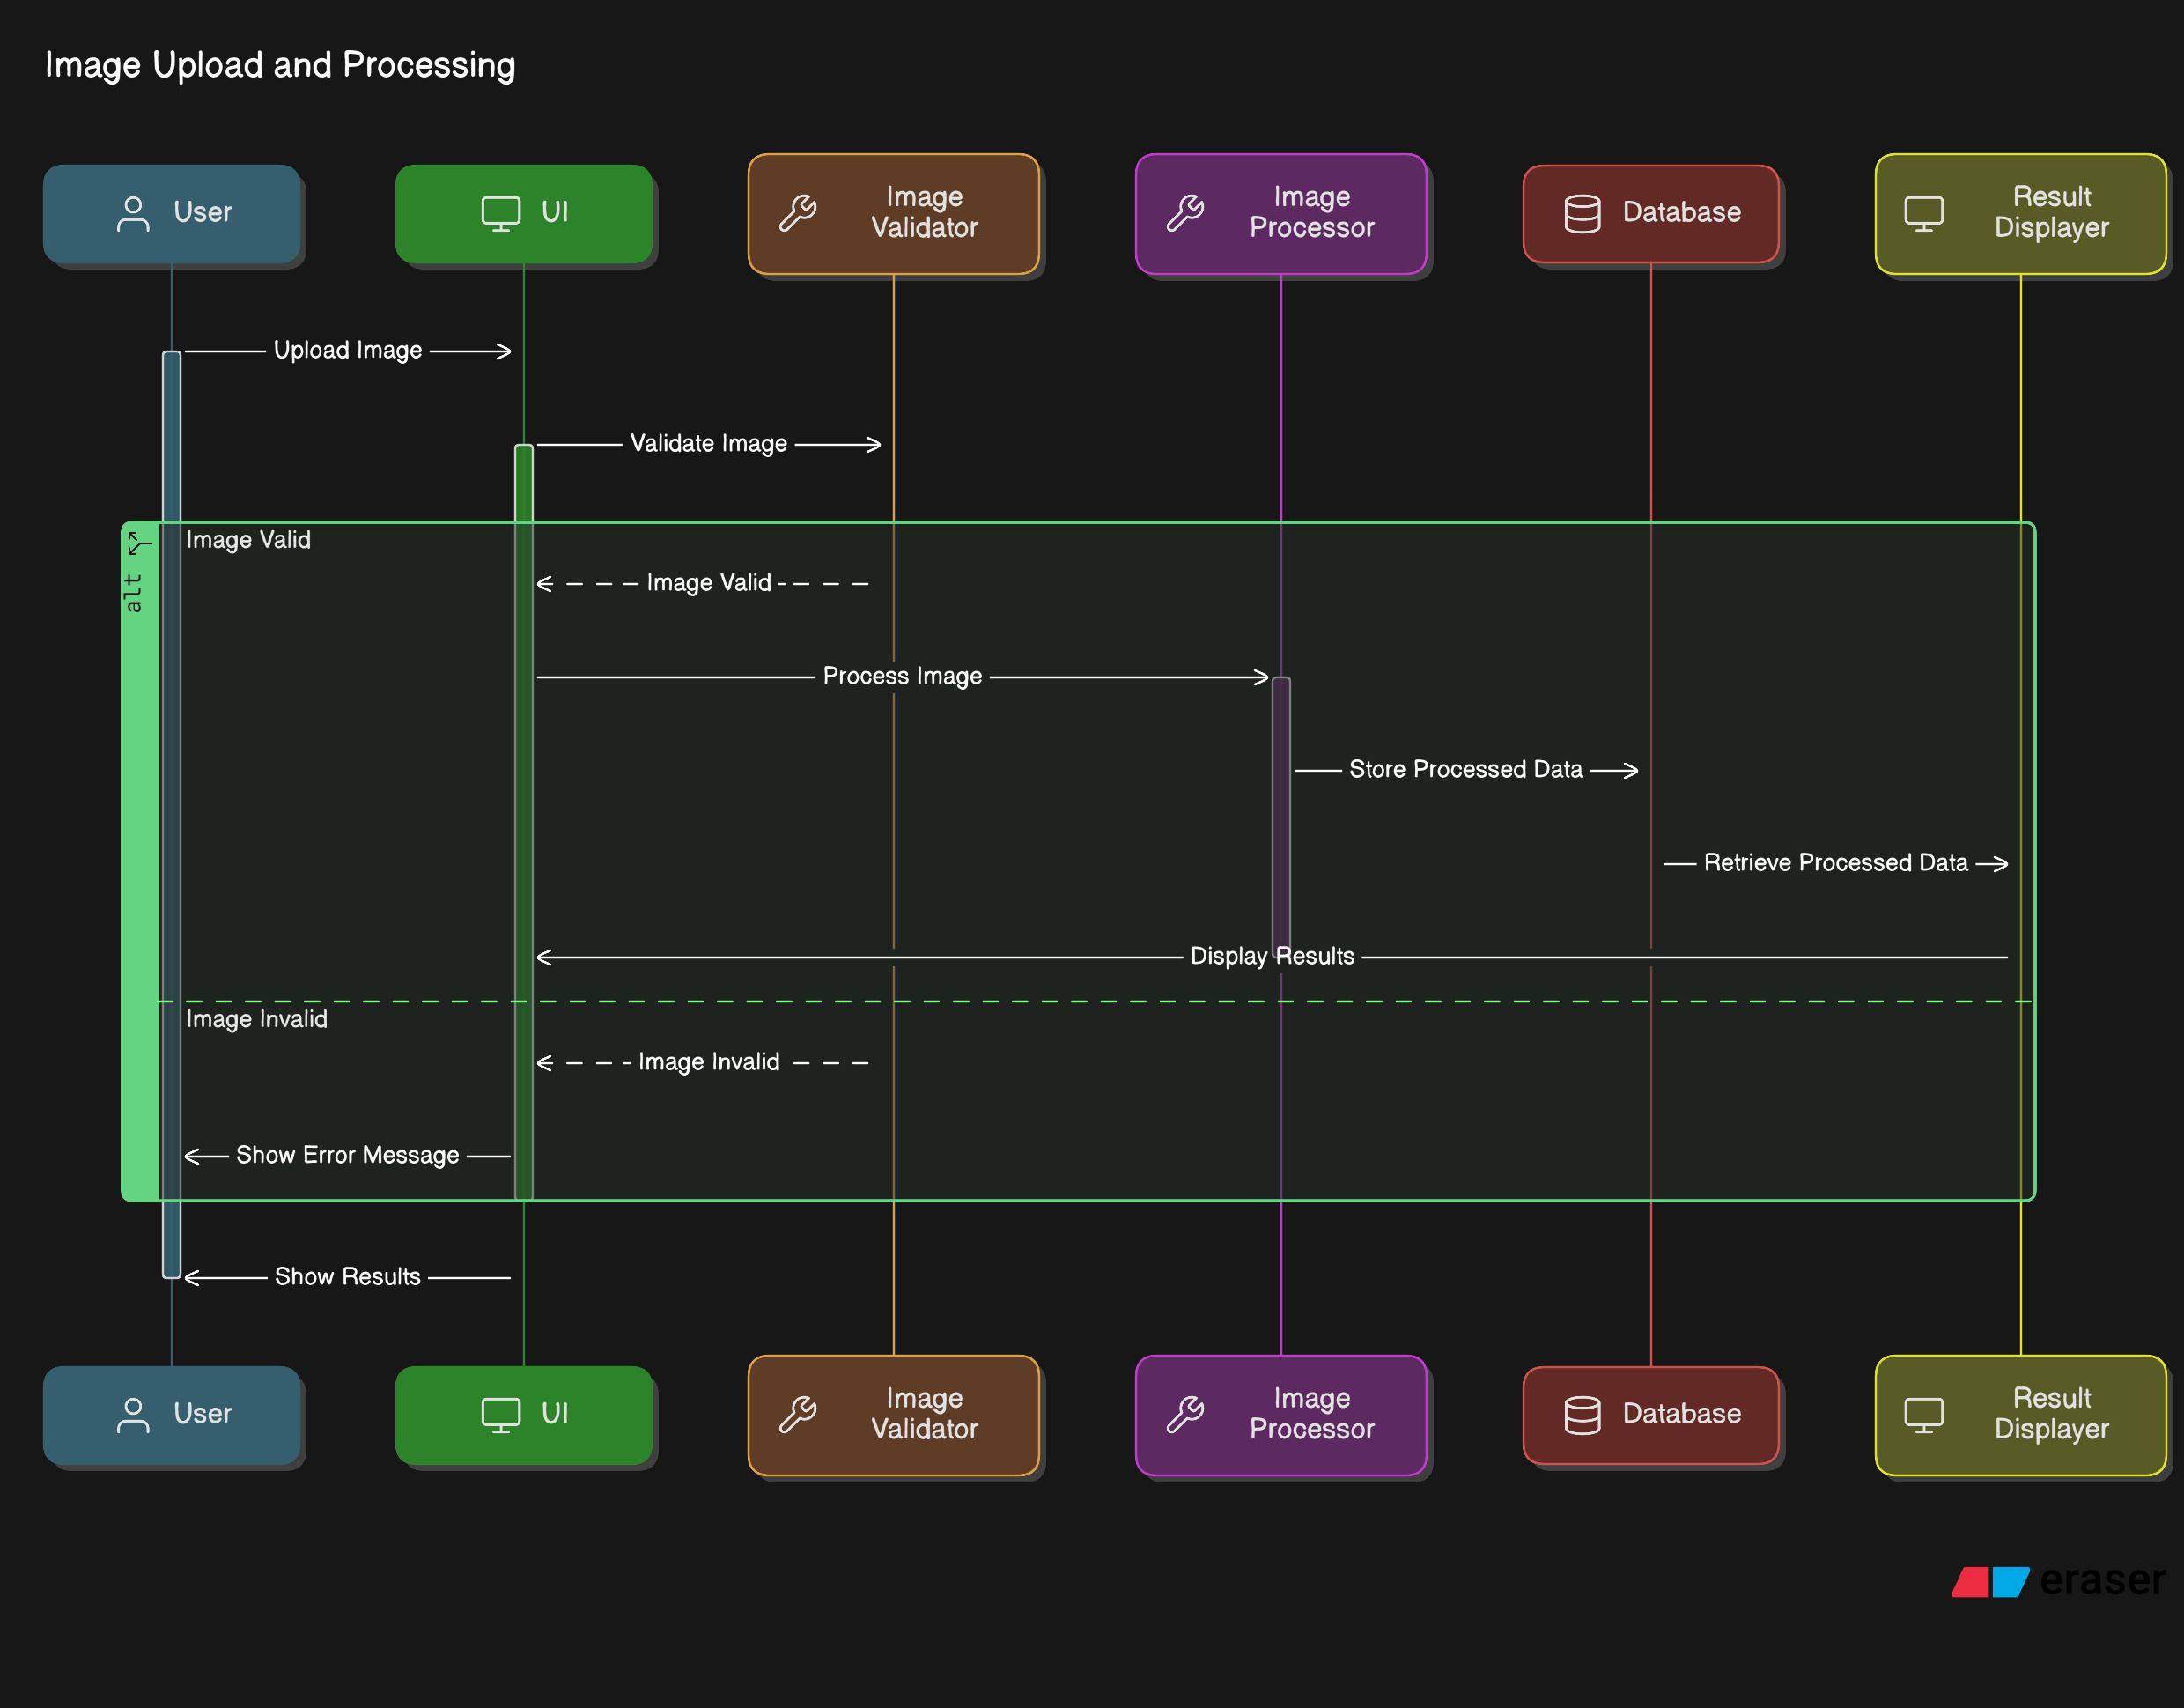 Image Upload and Processing
User
UI
Image
Validator
Image
Processor
Database
Result
Displayer
Upload Image
Validate Image
alt
Image Valid
Image Valid
Process Image
Store Processed Data
Retrieve Processed Data
Display Results
Image Invalid
Image Invalid
Show Error Message
Show Results
User
UI
Image
Validator
Image
Processor
Database
Result
Displayer
eraser